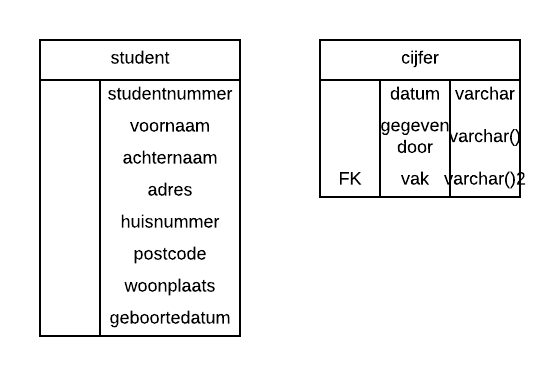 student
studentnummer
voornaam
achternaam
adres
huisnummer
postcode
woonplaats
geboortedatum
cijfer
datum varchar
gegeven door varchar()
FK vak varchar()2